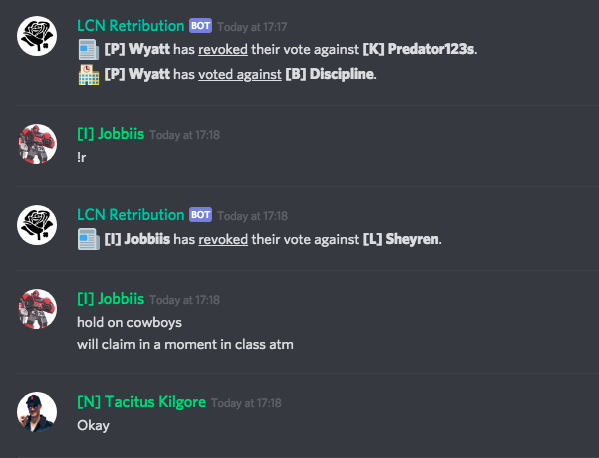 LCN Retribution BOT Today at 17:17
[P] Wyatt has revoked their vote against [K] Predator123s.
[P] Wyatt has voted against [B] Discipline.
[I] Jobbiis Today at 17:18
!r
LCN Retribution BOT Today at 17:18
[I] Jobbiis has revoked their vote against [L] Sheyren.
[I] Jobbiis Today at 17:18
hold on cowboys
will claim in a moment in class atm
[N] Tacitus Kilgore Today at 17:18
Okay